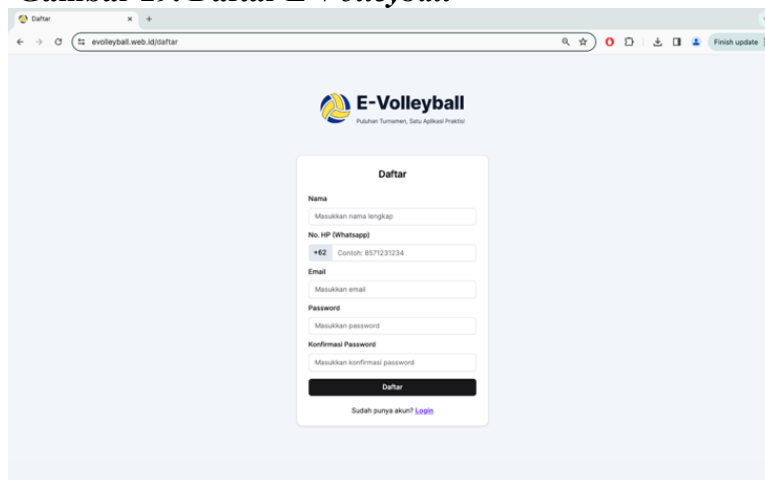 Gambar 19. Daftar E-Volleyball
Daftar
evolleyball.web.id/daftar
Finish update
E-Volleyball
Puluhan Turnamen, Satu Aplikasi Praktis!
Daftar
Nama
Masukkan nama lengkap
No. HP (Whatsapp)
+62 Contoh: 8571231234
Email
Masukkan email
Password
Masukkan password
Konfirmasi Password
Masukkan konfirmasi password
Daftar
Sudah punya akun? Login